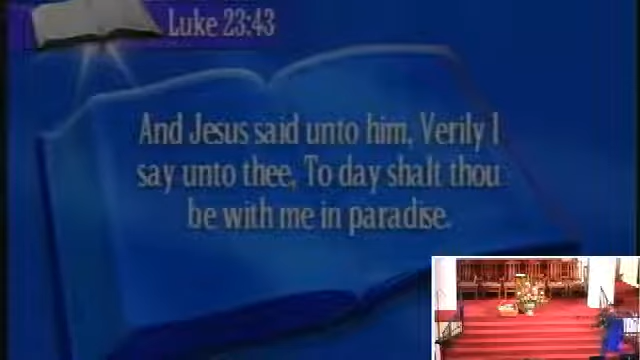 Luke 23:43
And Jesus said unto him, Verily I
say unto thee, To day shalt thou
be with me in paradise.